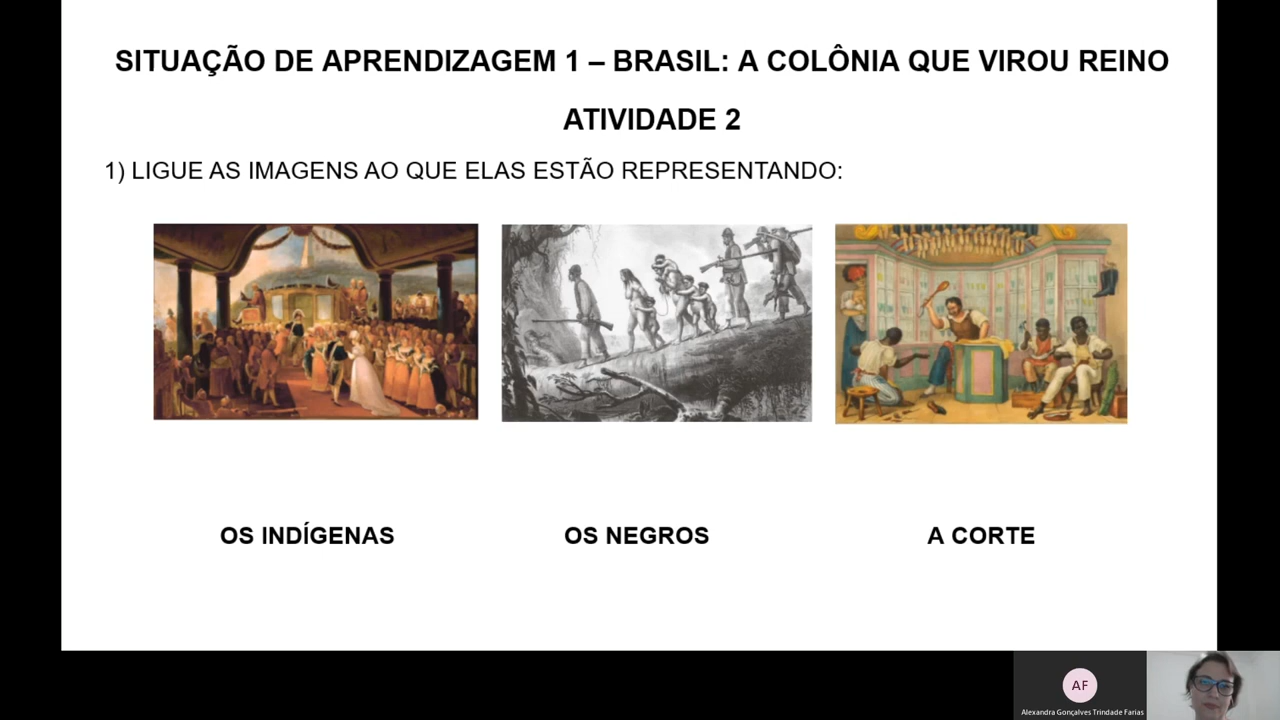 SITUAÇÃO DE APRENDIZAGEM 1 – BRASIL: A COLÔNIA QUE VIROU REINO
ATIVIDADE 2
1) LIGUE AS IMAGENS AO QUE ELAS ESTÃO REPRESENTANDO:
OS INDÍGENAS
OS NEGROS
A CORTE
AF
Alexandra Gonçalves Trindade Farias